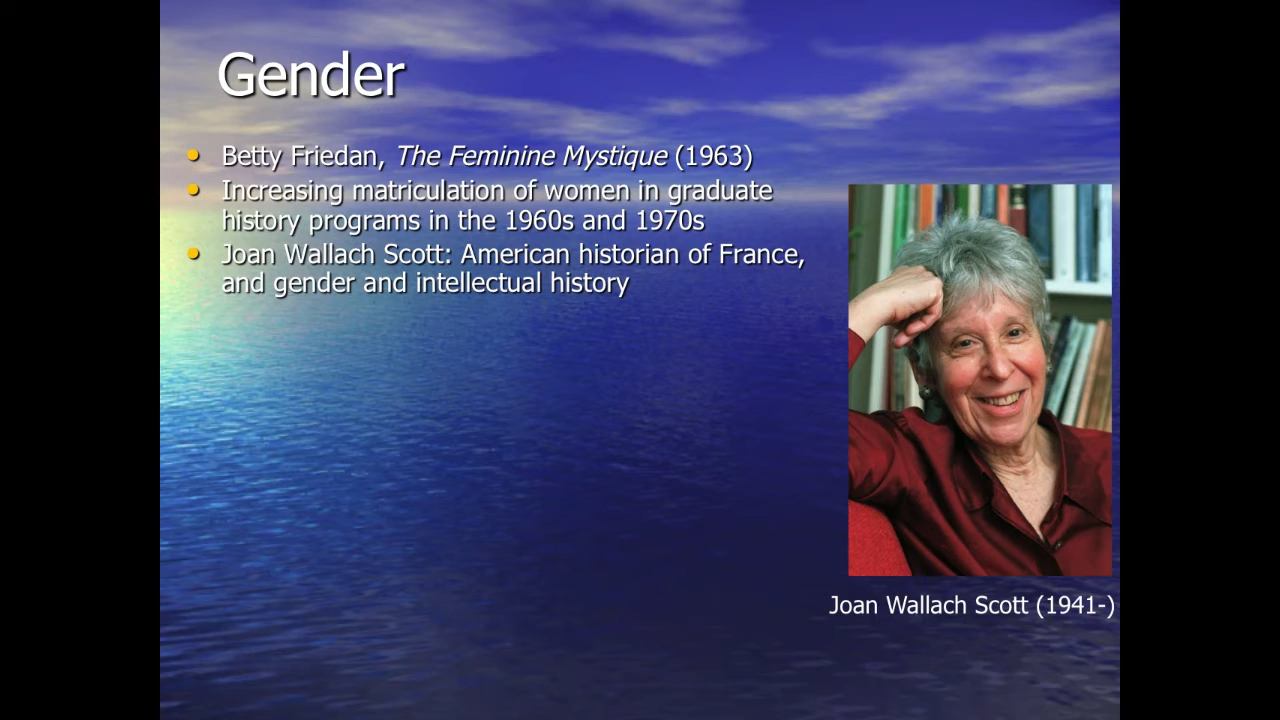 Gender
• Betty Friedan, The Feminine Mystique (1963)
• Increasing matriculation of women in graduate
history programs in the 1960s and 1970s
• Joan Wallach Scott: American historian of France,
and gender and intellectual history
Joan Wallach Scott (1941-)